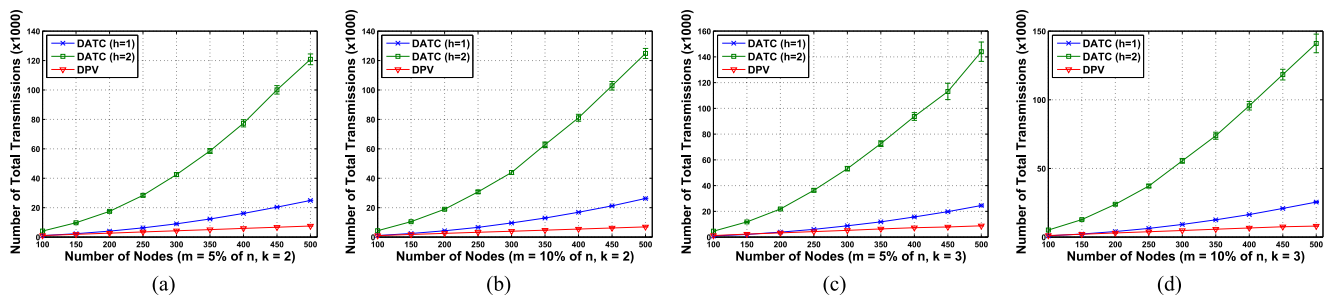 Number of Total Transmissions (x1000)
140
120
100
80
60
40
20
0
DATC (h=1)
DATC (h=2)
DPV
100 150 200 250 300 350 400 450 500
Number of Nodes (m = 5% of n, k = 2)
(a)
Number of Total Transmissions (x1000)
140
120
100
80
60
40
20
0
DATC (h=1)
DATC (h=2)
DPV
100 150 200 250 300 350 400 450 500
Number of Nodes (m = 10% of n, k = 2)
(b)
Number of Total Transmissions (x1000)
160
140
120
100
80
60
40
20
0
DATC (h=1)
DATC (h=2)
DPV
100 150 200 250 300 350 400 450 500
Number of Nodes (m = 5% of n, k = 3)
(c)
Number of Total Transmissions (x1000)
150
100
50
0
DATC (h=1)
DATC (h=2)
DPV
100 150 200 250 300 350 400 450 500
Number of Nodes (m = 10% of n, k = 3)
(d)